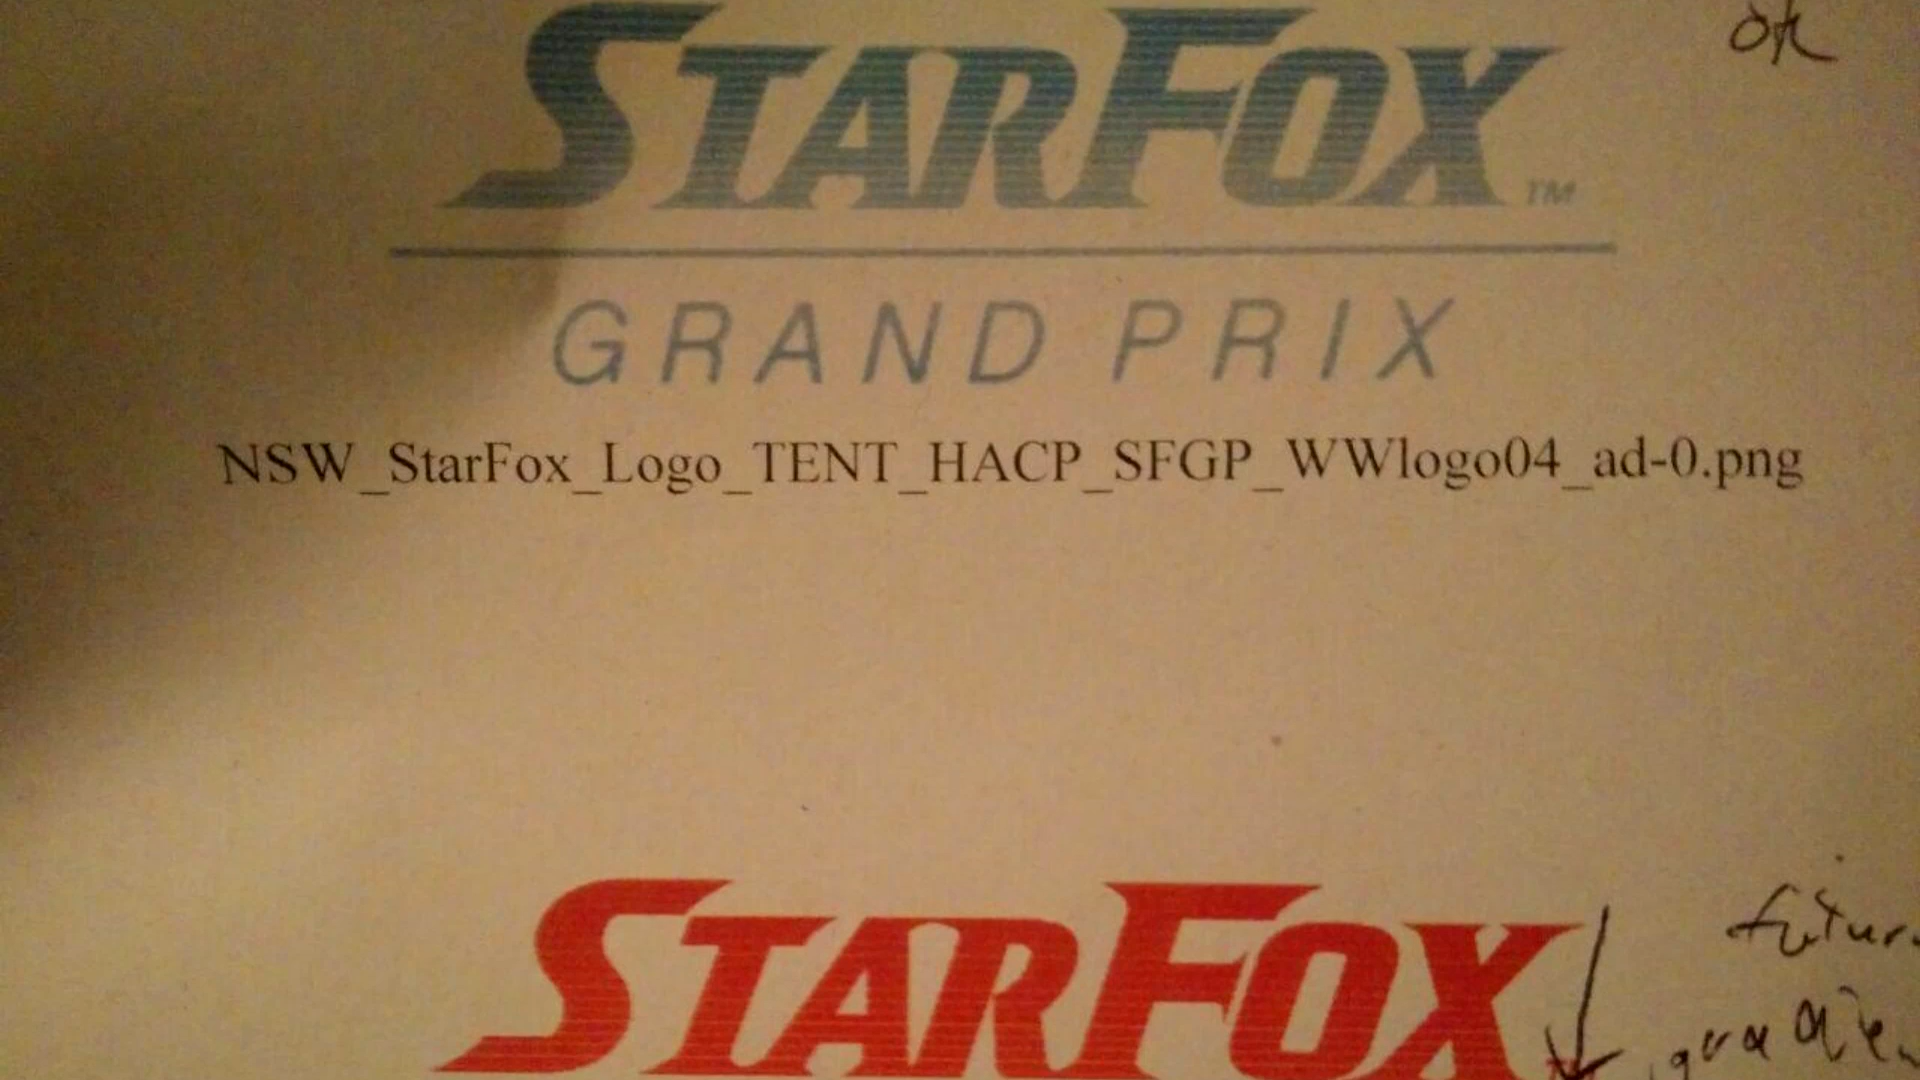 STARFOX™ ok
GRAND PRIX
NSW_StarFox_Logo_TENT_HACP_SFGP_WWlogo04_ad-0.png
STARFOX